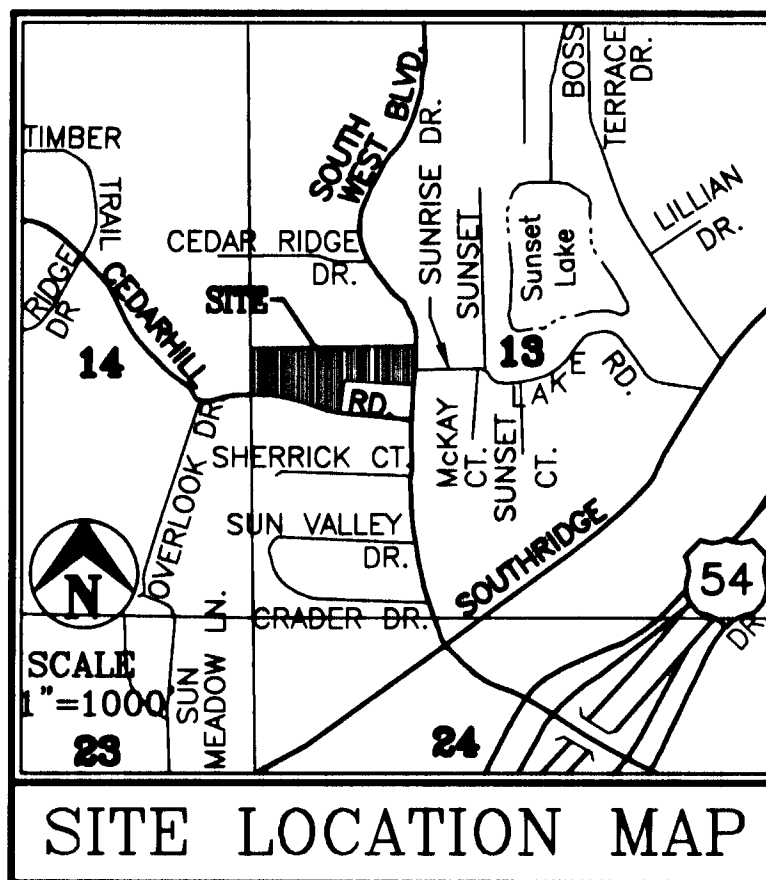 BOSS
TERRACE
DR.
TIMBER
TRAIL
RIDGE
DR
CEDARHILL
RD.
SOUTH
WEST BLVD.
SUNRISE DR.
SUNSET
Sunset
Lake
LILLIAN
DR.
CEDAR RIDGE
DR.
SITE
14
13
LAKE RD.
McKAY
CT.
SUNSET
CT.
OVERLOOK DR
SHERRICK CT.
SUN VALLEY
DR.
CRADER DR.
SOUTHRIDGE
DR
54
N
SCALE
1"=1000'
SUN
MEADOW LN.
23
24
SITE LOCATION MAP